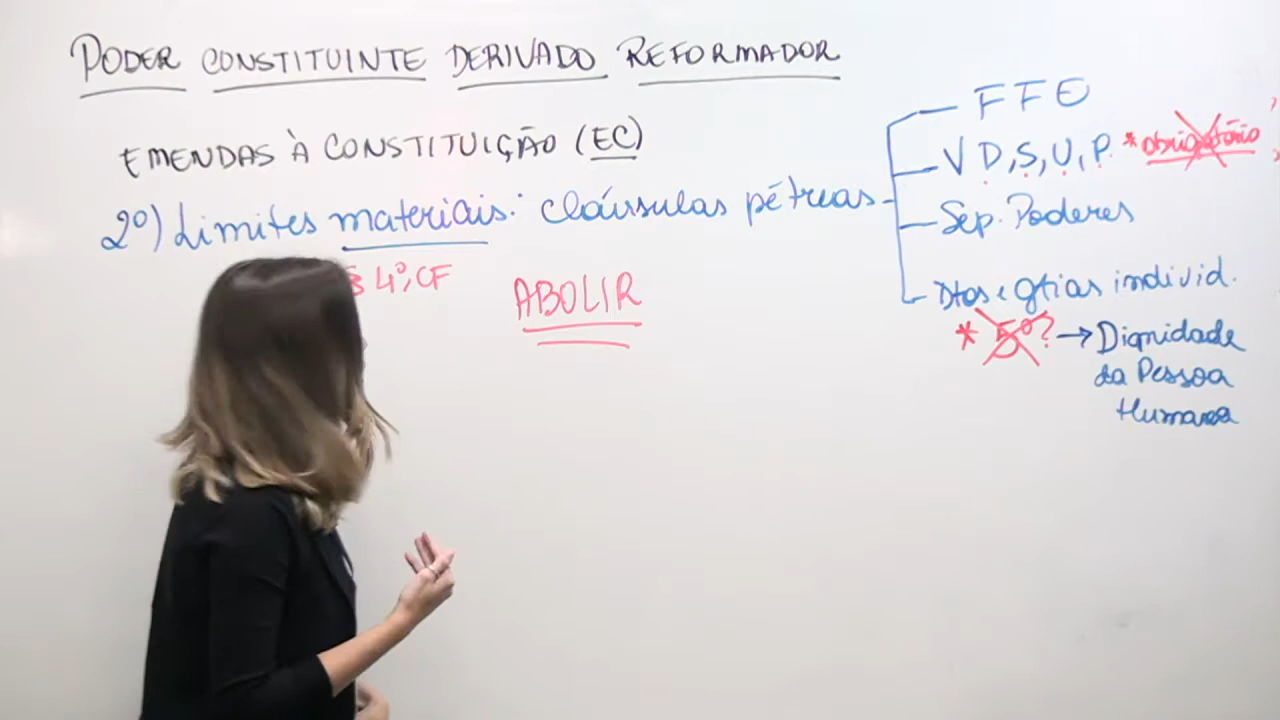 PODER CONSTITUINTE DERIVADO REFORMADOR
EMENDAS À CONSTITUIÇÃO (EC)
2º) Limites materiais: cláusulas pétreas
§ 4º, CF
ABOLIR
FFE
V D, S, U, P. * obrigatório
Sep. Poderes
Dtos e gtias individ.
* 5º? → Dignidade
da Pessoa
Humana